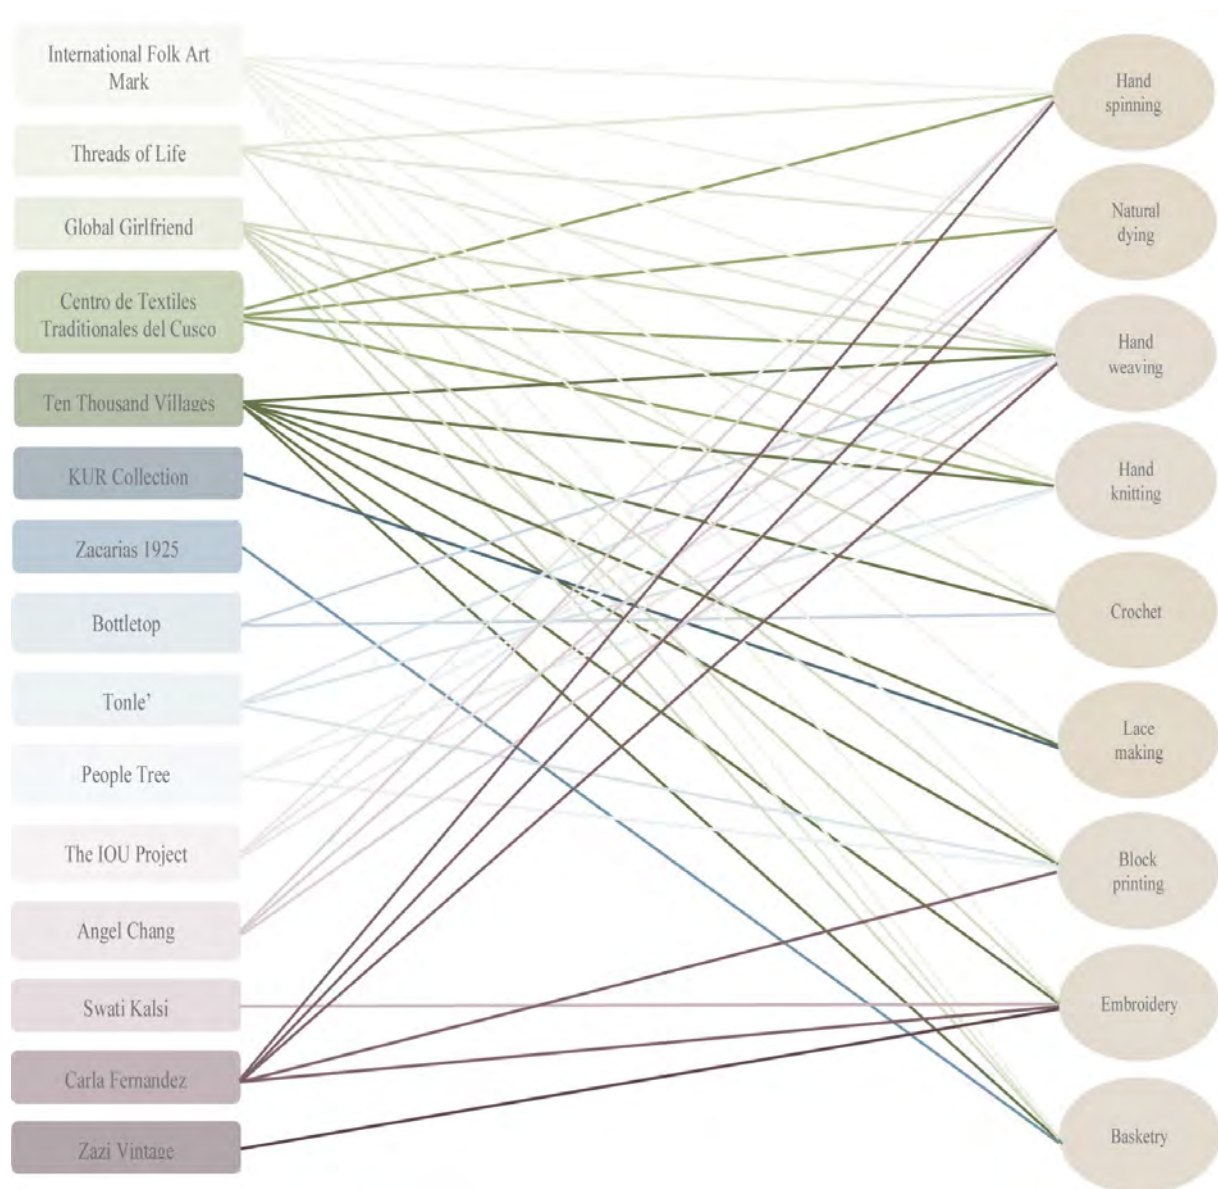 International Folk Art
Mark
Threads of Life
Global Girlfriend
Centro de Textiles
Traditionales del Cusco
Ten Thousand Villages
KUR Collection
Zacarias 1925
Bottletop
Tonle’
People Tree
The IOU Project
Angel Chang
Swati Kalsi
Carla Fernandez
Zazi Vintage
Hand
spinning
Natural
dying
Hand
weaving
Hand
knitting
Crochet
Lace
making
Block
printing
Embroidery
Basketry